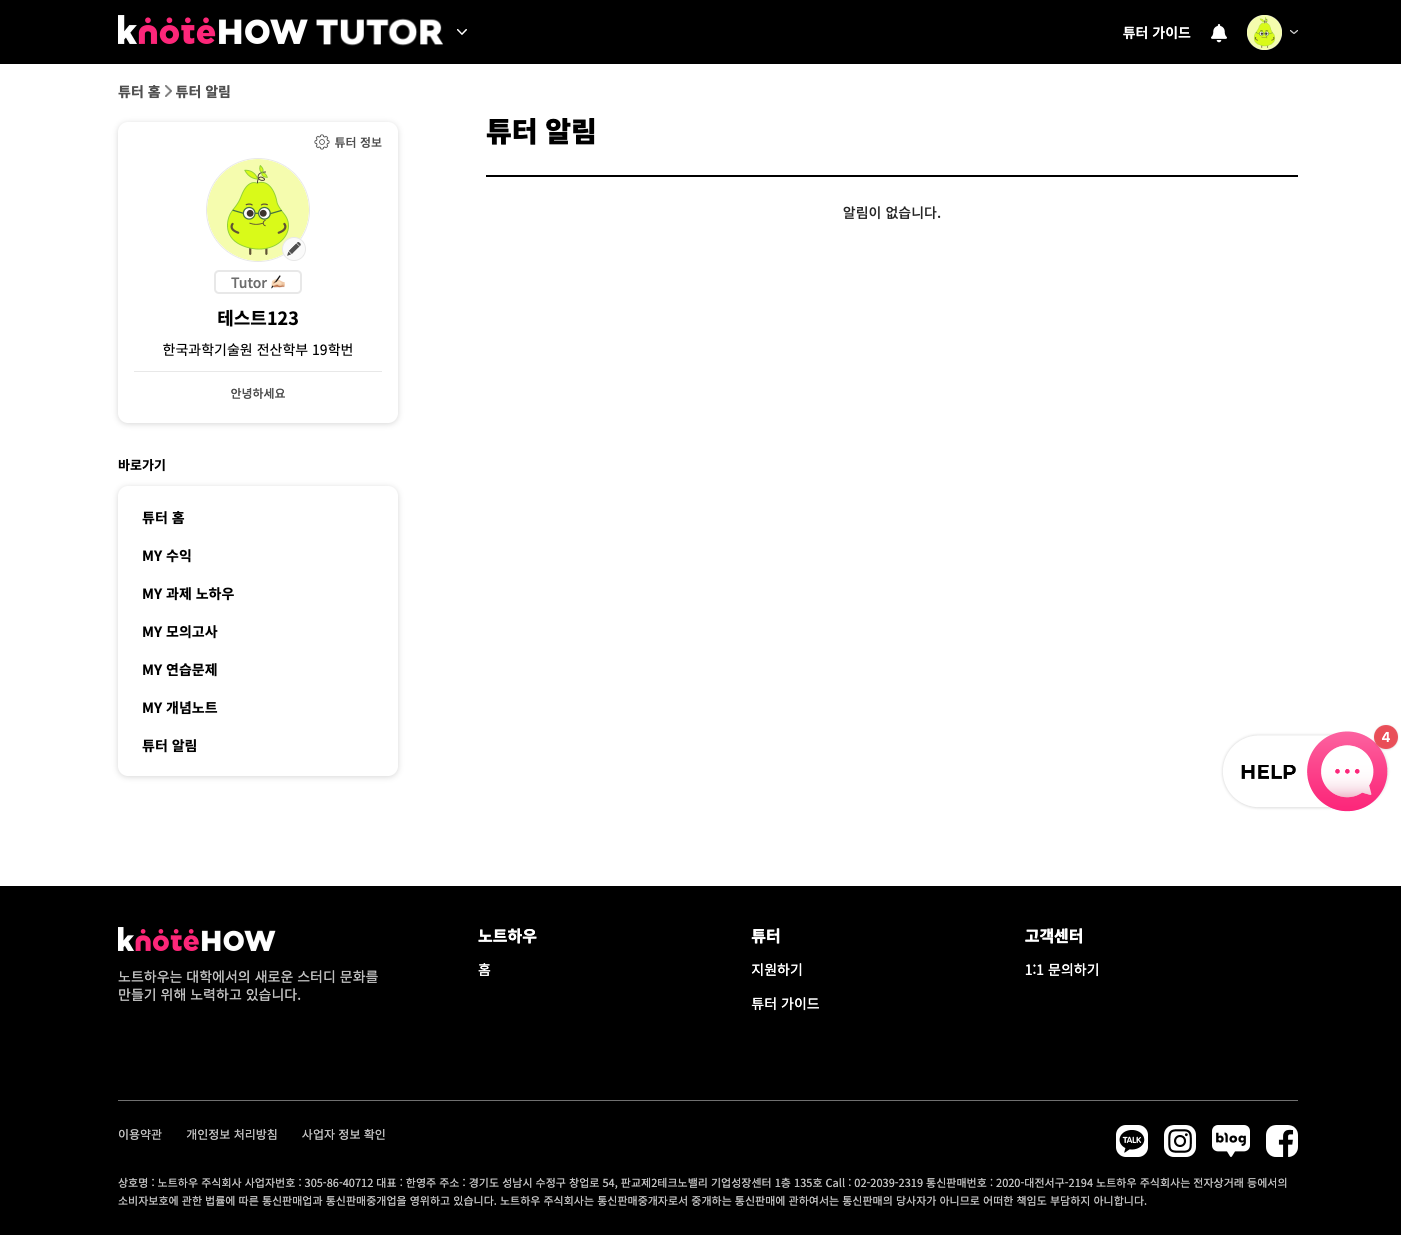 knoteHOW TUTOR
튜터 가이드
튜터 홈 > 튜터 알림
튜터 정보
Tutor
테스트123
한국과학기술원 전산학부 19학번
안녕하세요
바로가기
튜터 홈
MY 수익
MY 과제 노하우
MY 모의고사
MY 연습문제
MY 개념노트
튜터 알림
튜터 알림
알림이 없습니다.
HELP
4
knoteHOW
노트하우는 대학에서의 새로운 스터디 문화를
만들기 위해 노력하고 있습니다.
노트하우
홈
튜터
지원하기
튜터 가이드
고객센터
1:1 문의하기
이용약관 개인정보 처리방침 사업자 정보 확인
TALK
blog
상호명 : 노트하우 주식회사 사업자번호 : 305-86-40712 대표 : 한영주 주소 : 경기도 성남시 수정구 창업로 54, 판교제2테크노밸리 기업성장센터 1층 135호 Call : 02-2039-2319 통신판매번호 : 2020-대전서구-2194 노트하우 주식회사는 전자상거래 등에서의
소비자보호에 관한 법률에 따른 통신판매업과 통신판매중개업을 영위하고 있습니다. 노트하우 주식회사는 통신판매중개자로서 중개하는 통신판매에 관하여서는 통신판매의 당사자가 아니므로 어떠한 책임도 부담하지 아니합니다.